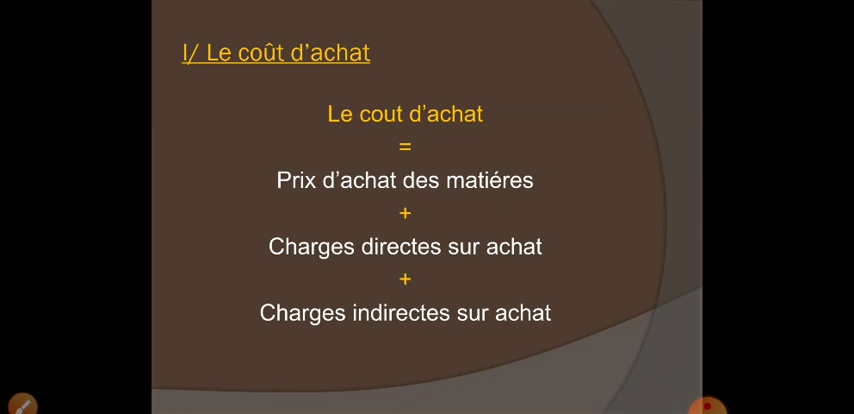 I/ Le coût d’achat
Le cout d’achat
=
Prix d’achat des matiéres
+
Charges directes sur achat
+
Charges indirectes sur achat